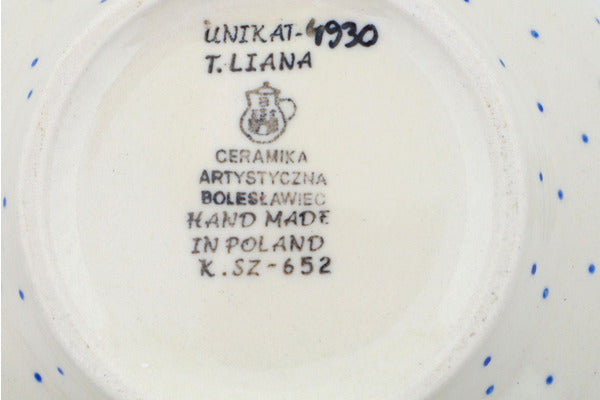 UNIKAT-4930
T. LIANA
CERAMIKA
ARTYSTYCZNA
BOLESŁAWIEC
HAND MADE
IN POLAND
K.SZ-652